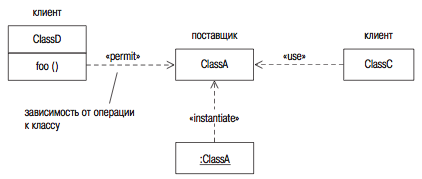 клиент
ClassD
foo ( )
«permit»
поставщик
ClassA
«use»
клиент
ClassC
зависимость от операции
к классу
«instantiate»
:ClassA